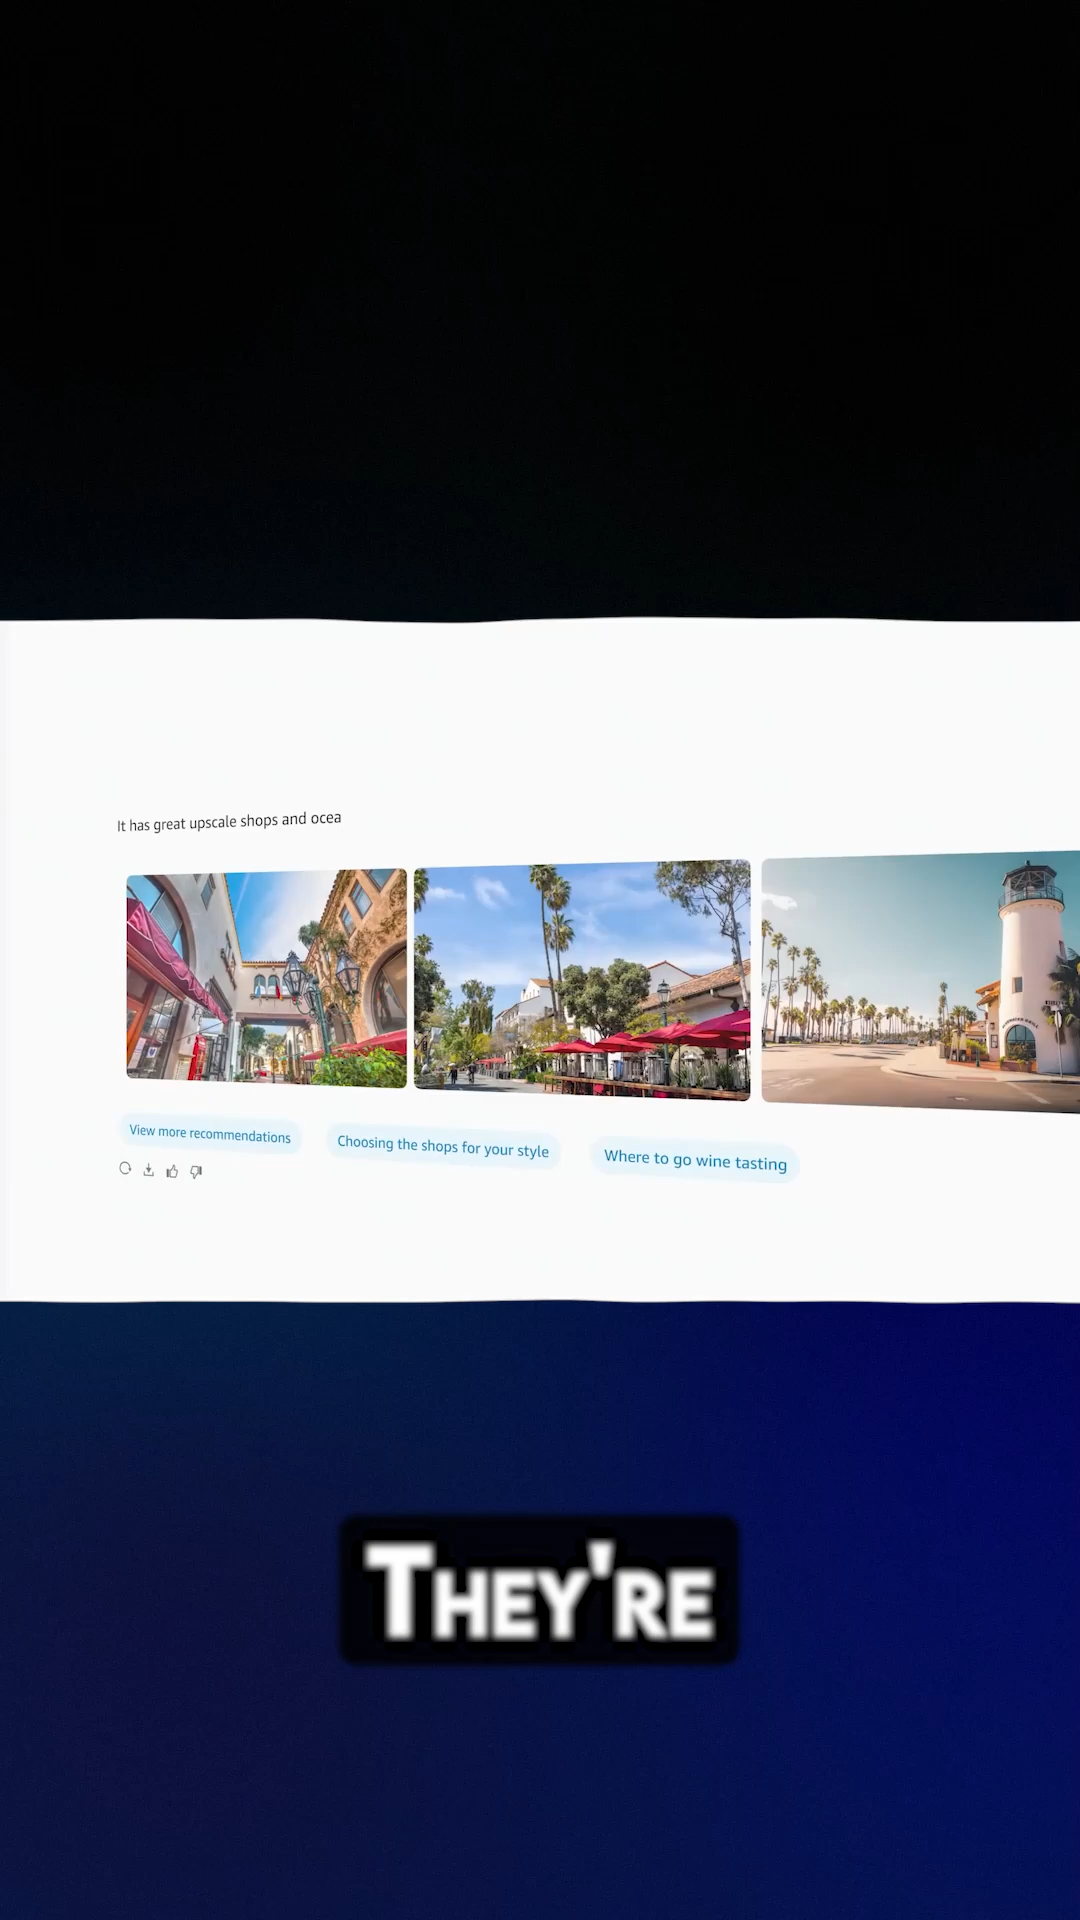 It has great upscale shops and ocea
View more recommendations
Choosing the shops for your style
Where to go wine tasting
THEY'RE